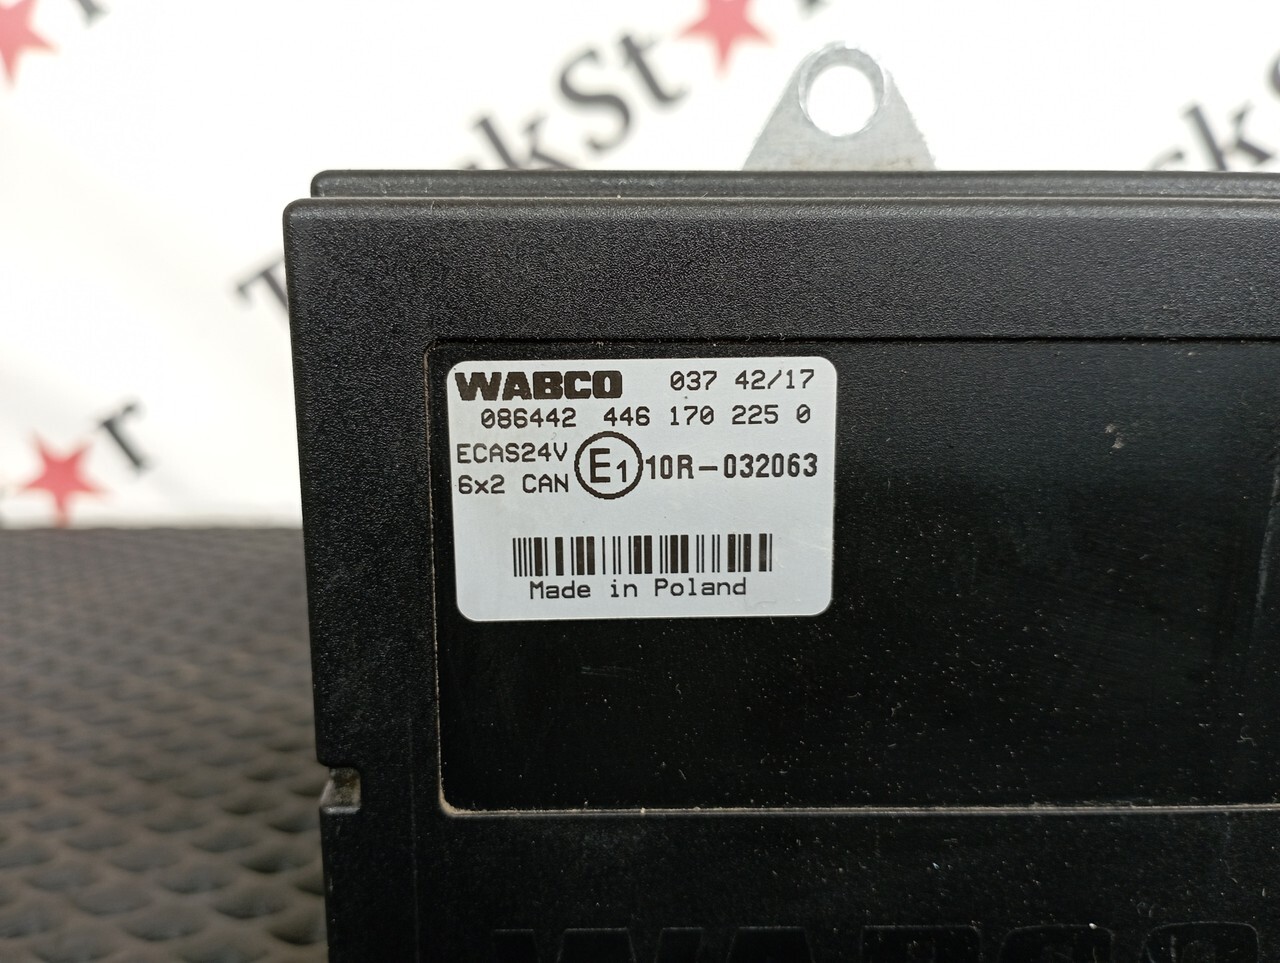 WABCO 037 42/17
086442 446 170 225 0
ECAS24V
6x2 CAN
E1 10R-032063
Made in Poland